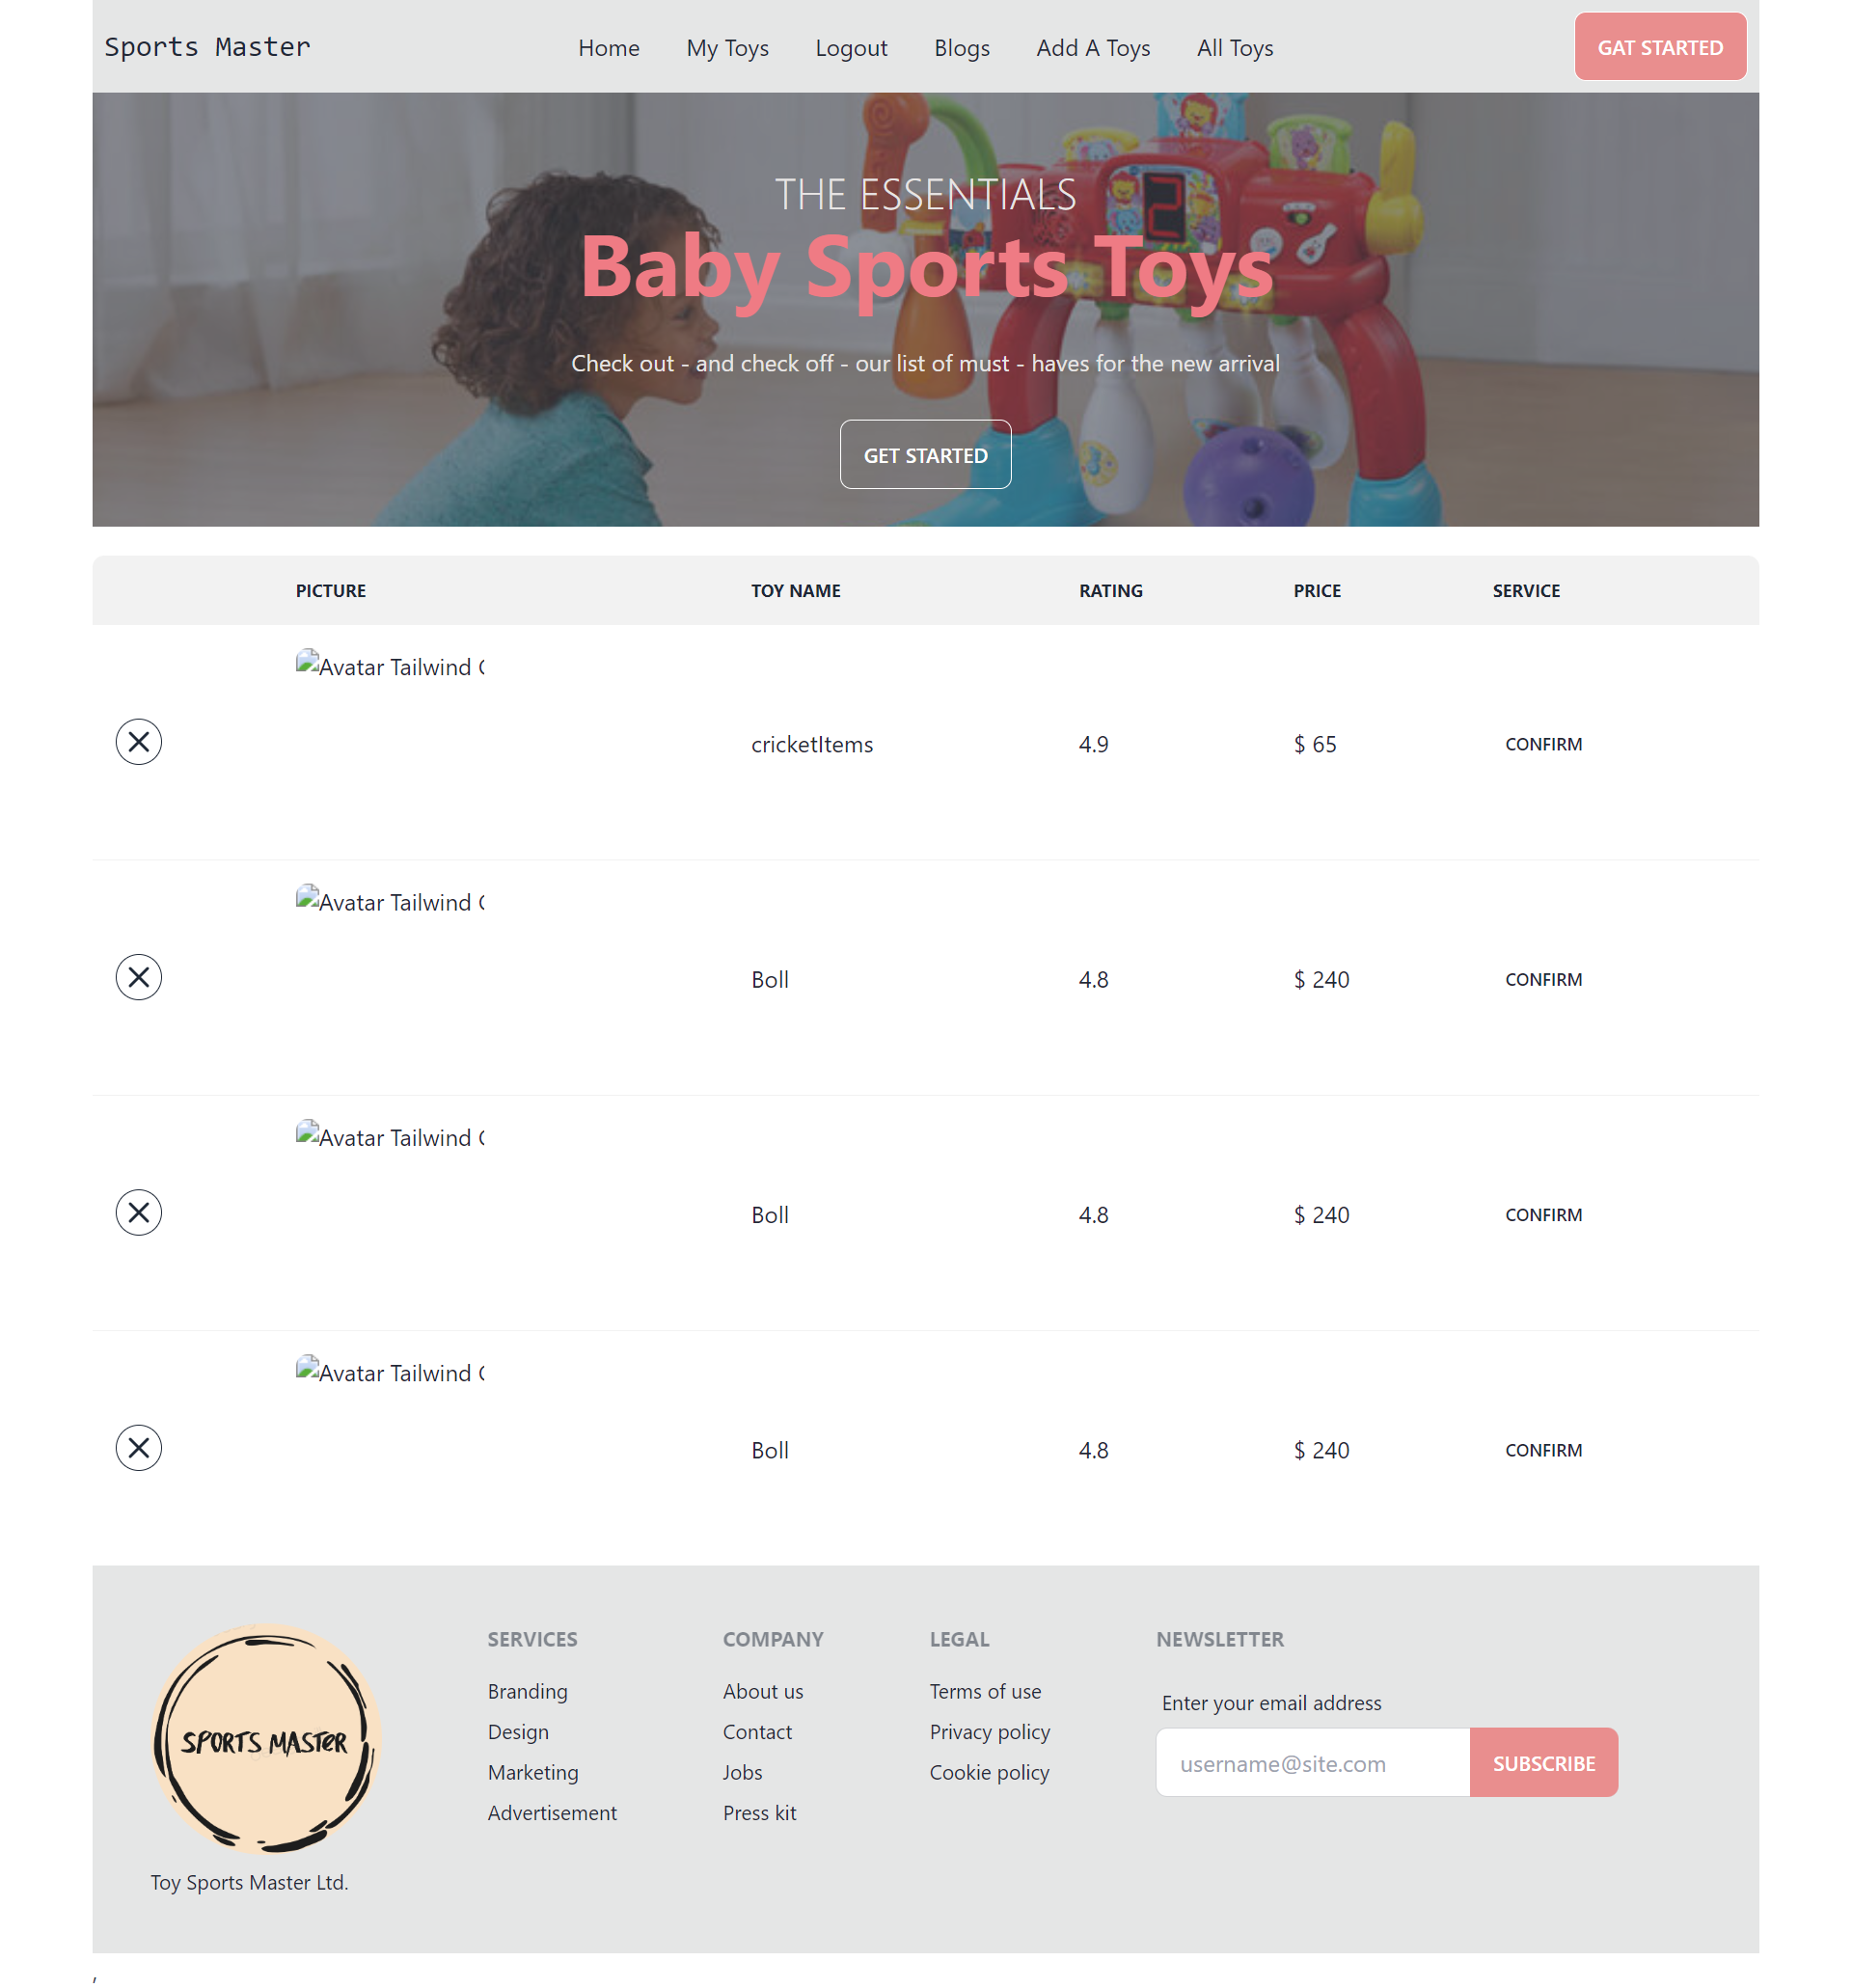 Sports Master
Home My Toys Logout Blogs Add A Toys All Toys
GAT STARTED
THE ESSENTIALS
Baby Sports Toys
Check out - and check off - our list of must - haves for the new arrival
GET STARTED
PICTURE TOY NAME RATING PRICE SERVICE
Avatar Tailwind
cricketItems 4.9 $ 65 CONFIRM
Avatar Tailwind
Boll 4.8 $ 240 CONFIRM
Avatar Tailwind
Boll 4.8 $ 240 CONFIRM
Avatar Tailwind
Boll 4.8 $ 240 CONFIRM
SPORTS MASTER
Toy Sports Master Ltd.
SERVICES
Branding
Design
Marketing
Advertisement
COMPANY
About us
Contact
Jobs
Press kit
LEGAL
Terms of use
Privacy policy
Cookie policy
NEWSLETTER
Enter your email address
username@site.com
SUBSCRIBE
,